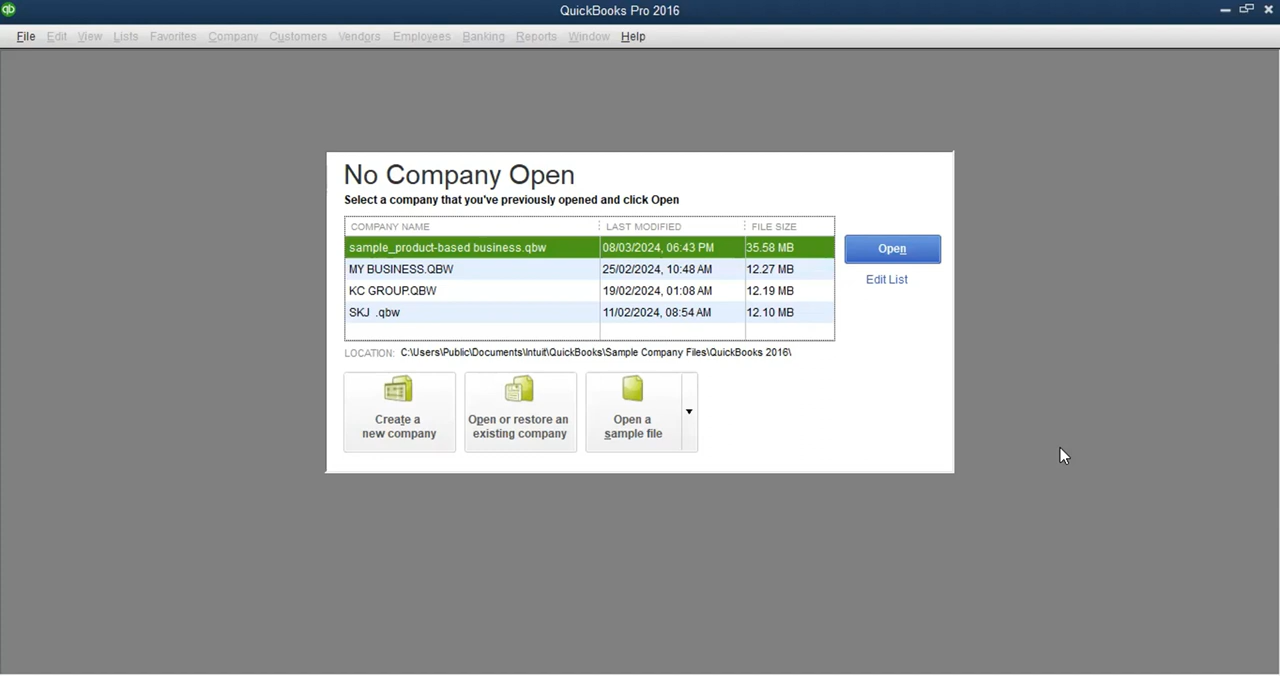 qb
QuickBooks Pro 2016
File Edit View Lists Favorites Company Customers Vendors Employees Banking Reports Window Help
No Company Open
Select a company that you've previously opened and click Open
COMPANY NAME LAST MODIFIED FILE SIZE
sample_product-based business.qbw 08/03/2024, 06:43 PM 35.58 MB
MY BUSINESS.QBW 25/02/2024, 10:48 AM 12.27 MB
KC GROUP.QBW 19/02/2024, 01:08 AM 12.19 MB
SKJ .qbw 11/02/2024, 08:54 AM 12.10 MB
Open
Edit List
LOCATION: C:\Users\Public\Documents\Intuit\QuickBooks\Sample Company Files\QuickBooks 2016\
Create a
new company
Open or restore an
existing company
Open a
sample file